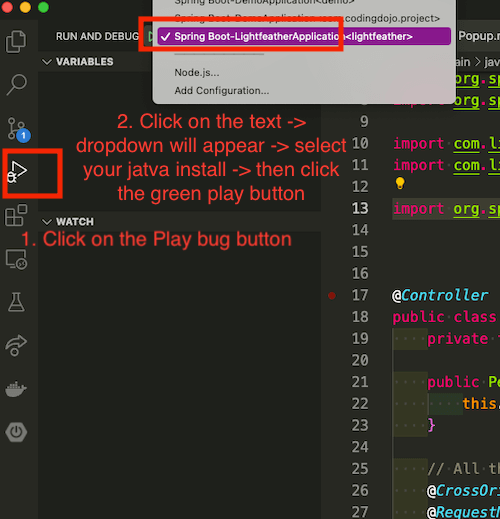 Spring Boot-DemoApplication<demo>
Spring Boot-DemoApplication<com.codingdojo.project>
RUN AND DEBUG
✓ Spring Boot-LightfeatherApplication<lightfeather>
Node.js...
Add Configuration...
Popup.
VARIABLES
main › jav
8 import org.sp
9
10 import com.li
11 import com.li
12
13 import org.sp
14
15
16
17 @Controller
18 public class
19 private
20
21 public Pe
22 this.
23 }
24
25 // All th
26 @CrossOri
27 @RequestM
1
2. Click on the text ->
dropdown will appear -> select
your jatva install -> then click
the green play button
WATCH
1. Click on the Play bug button